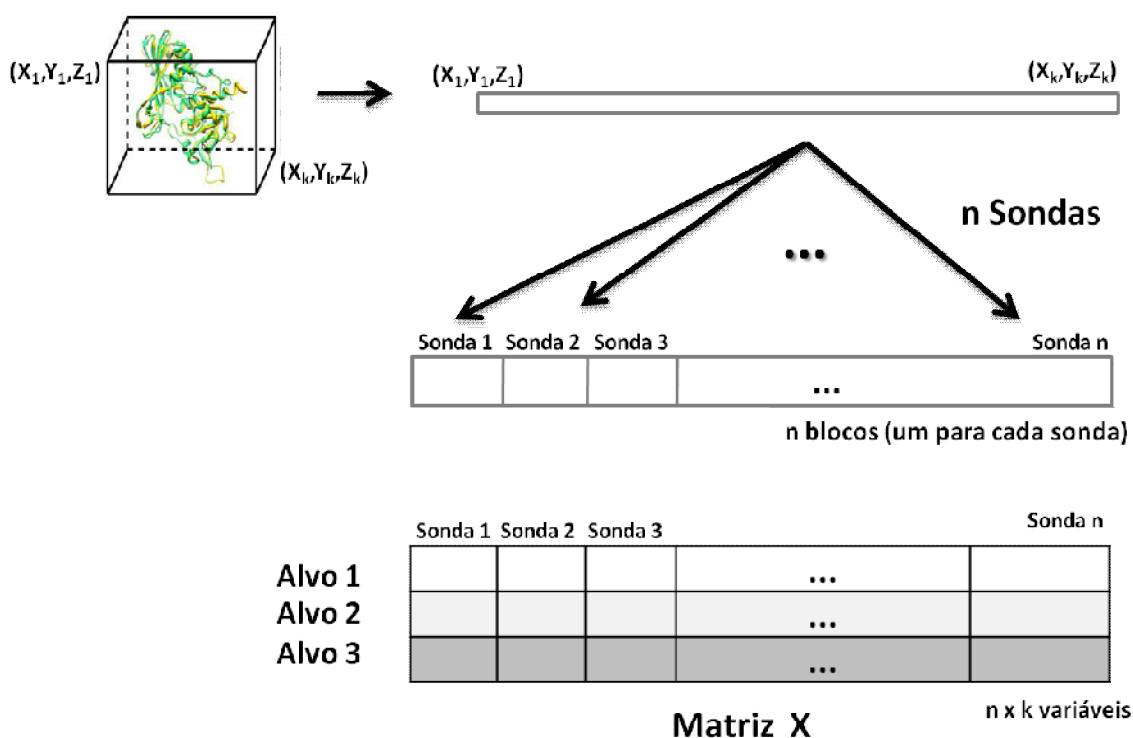 (X₁,Y₁,Z₁)
(Xₖ,Yₖ,Zₖ)
(X₁,Y₁,Z₁)
(Xₖ,Yₖ,Zₖ)
n Sondas
...
Sonda 1 Sonda 2 Sonda 3 Sonda n
...
n blocos (um para cada sonda)
Sonda 1 Sonda 2 Sonda 3 Sonda n
Alvo 1 ...
Alvo 2 ...
Alvo 3 ...
n x k variáveis
Matriz X